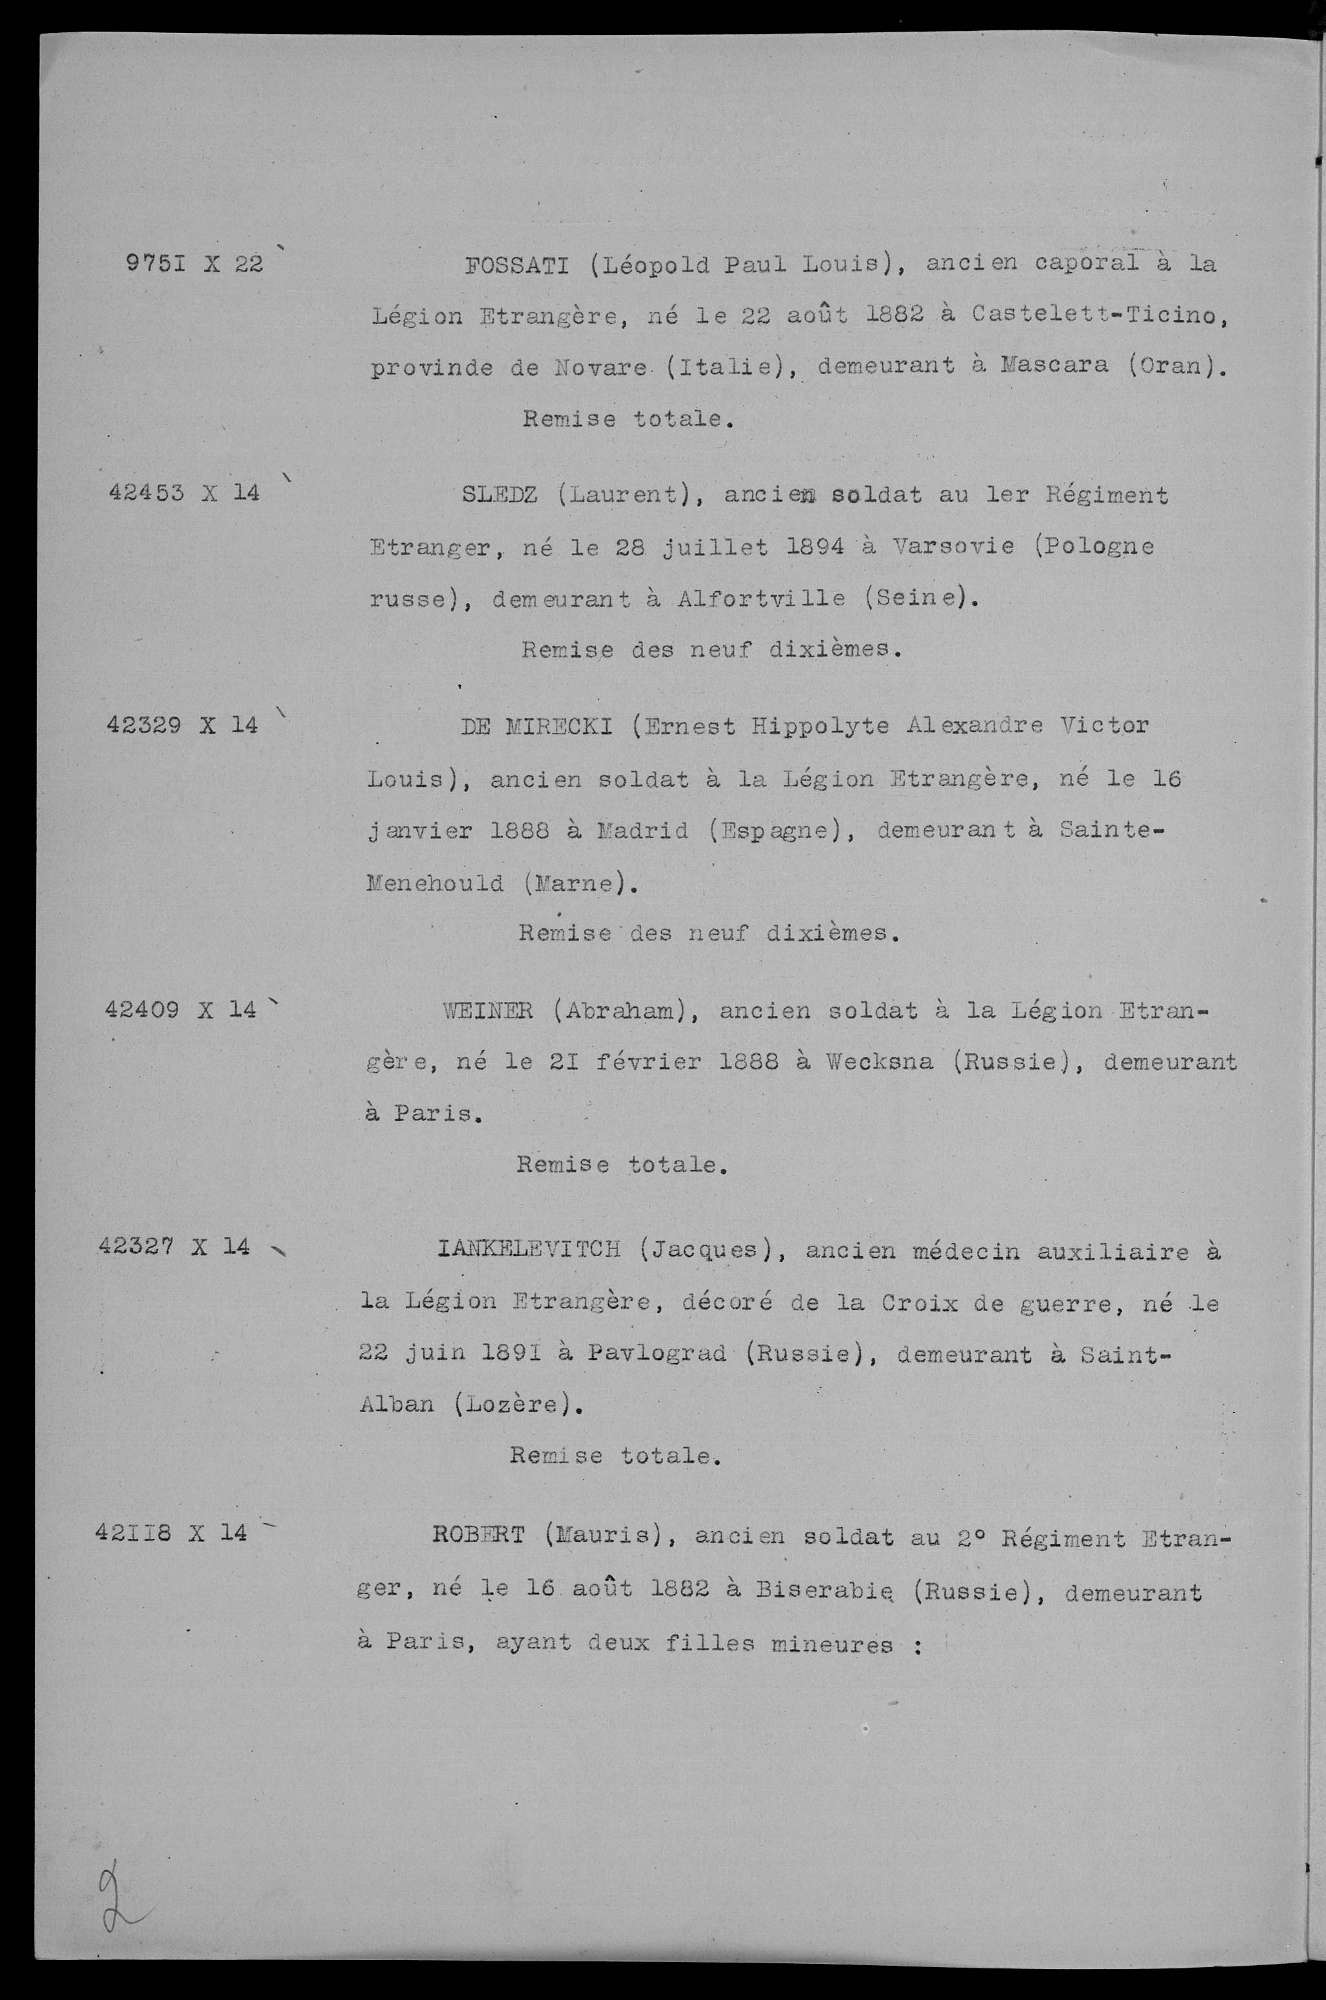 975I X 22 FOSSATI (Léopold Paul Louis), ancien caporal à la
Légion Etrangère, né le 22 août 1882 à Castelett-Ticino,
provinde de Novare (Italie), demeurant à Mascara (Oran).
Remise totale.
42453 X 14 SLEDZ (Laurent), ancien soldat au 1er Régiment
Etranger, né le 28 juillet 1894 à Varsovie (Pologne
russe), demeurant à Alfortville (Seine).
Remise des neuf dixièmes.
42329 X 14 DE MIRECKI (Ernest Hippolyte Alexandre Victor
Louis), ancien soldat à la Légion Etrangère, né le 16
janvier 1888 à Madrid (Espagne), demeurant à Sainte-
Menehould (Marne).
Remise des neuf dixièmes.
42409 X 14 WEINER (Abraham), ancien soldat à la Légion Etran-
gère, né le 2I février 1888 à Wecksna (Russie), demeurant
à Paris.
Remise totale.
42327 X 14 IANKELEVITCH (Jacques), ancien médecin auxiliaire à
la Légion Etrangère, décoré de la Croix de guerre, né le
22 juin 189I à Pavlograd (Russie), demeurant à Saint-
Alban (Lozère).
Remise totale.
42II8 X 14 ROBERT (Mauris), ancien soldat au 2° Régiment Etran-
ger, né le 16 août 1882 à Biserabie (Russie), demeurant
à Paris, ayant deux filles mineures :
2